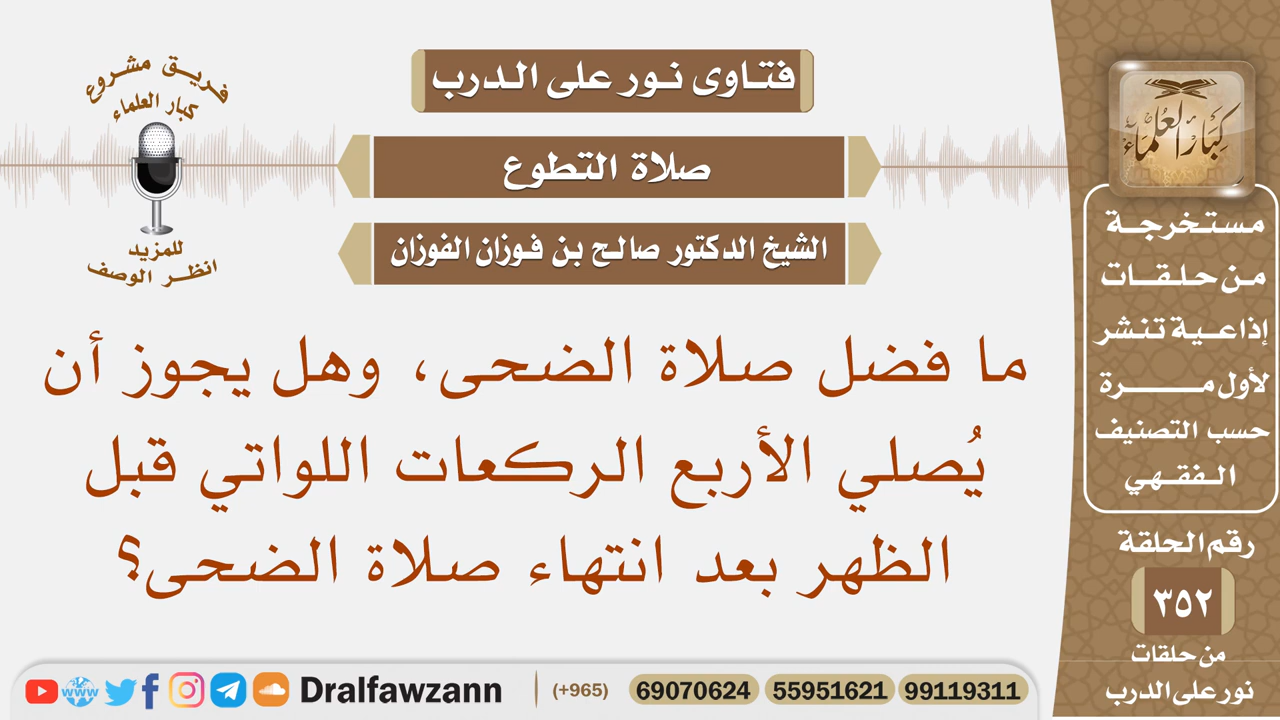 فتاوى نور على الدرب
صلاة التطوع
الشيخ الدكتور صالح بن فوزان الفوزان
ما فضل صلاة الضحى، وهل يجوز أن
يُصلي الأربع الركعات اللواتي قبل
الظهر بعد انتهاء صلاة الضحى؟
كبار العلماء
مستخرجة
من حلقات
إذاعية تنشر
لأول مرة
حسب التصنيف
الفقهي
رقم الحلقة
٣٥٢
من حلقات
نور على الدرب
فريق مشروع
كبار العلماء
للمزيد
انظر الوصف
www
Dralfawzann
(+965)
69070624
55951621
99119311